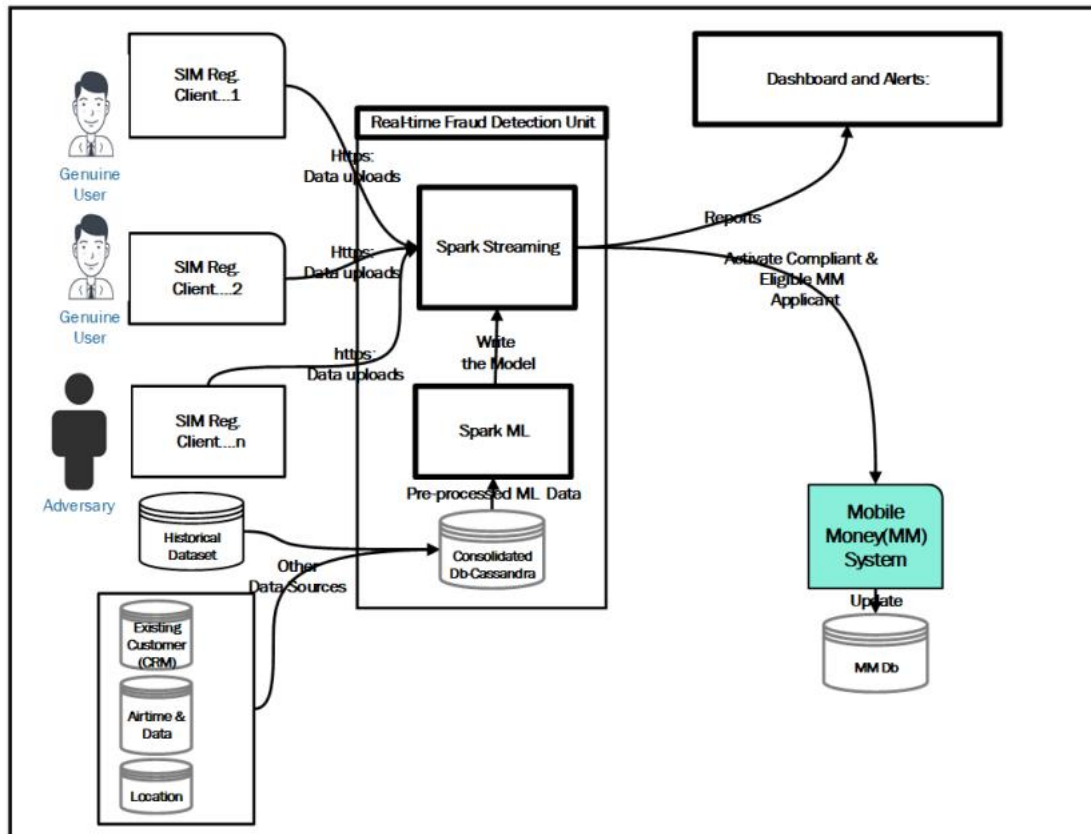 SIM Reg.
Client...1
Genuine
User
Dashboard and Alerts:
Real-time Fraud Detection Unit
Https:
Data uploads
SIM Reg.
Client....2
Genuine
User
Https:
Data uploads
Spark Streaming
Reports
Activate Compliant &
Eligible MM
Applicant
https:
Data uploads
Write
the Model
SIM Reg.
Client....n
Adversary
Spark ML
Pre-processed ML Data
Historical
Dataset
Consolidated
Db-Cassandra
Other
Data Sources
Mobile
Money(MM)
System
Update
MM Db
Existing
Customer
(CRM)
Airtime &
Data
Location